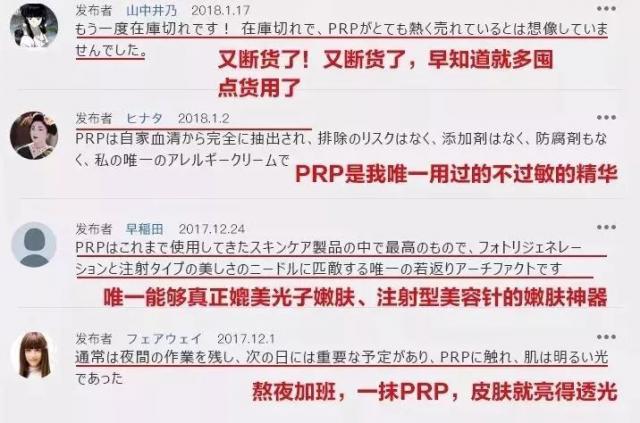 发布者 山中井乃 2018.1.17
もう一度在庫切れです！ 在庫切れで、PRPがとても熱く売れているとは想像していま
せんでした。
又断货了！又断货了，早知道就多囤
点货用了
发布者 ヒナタ 2018.1.2
PRPは自家血清から完全に抽出され、排除のリスクはなく、添加剤はなく、防腐剤もな
く、私の唯一のアレルギークリームで
PRP是我唯一用过的不过敏的精华
发布者 早稲田 2017.12.24
PRPはこれまで使用してきたスキンケア製品の中で最高のもので、フォトリジェネレー
ションと注射タイプの美しさのニードルに匹敵する唯一の若返りアーチファクトです
唯一能够真正媲美光子嫩肤、注射型美容针的嫩肤神器
发布者 フェアウェイ 2017.12.1
通常は夜間の作業を残し、次の日には重要な予定があり、PRPに触れ、肌は明るい光
であった
熬夜加班，一抹PRP，皮肤就亮得透光